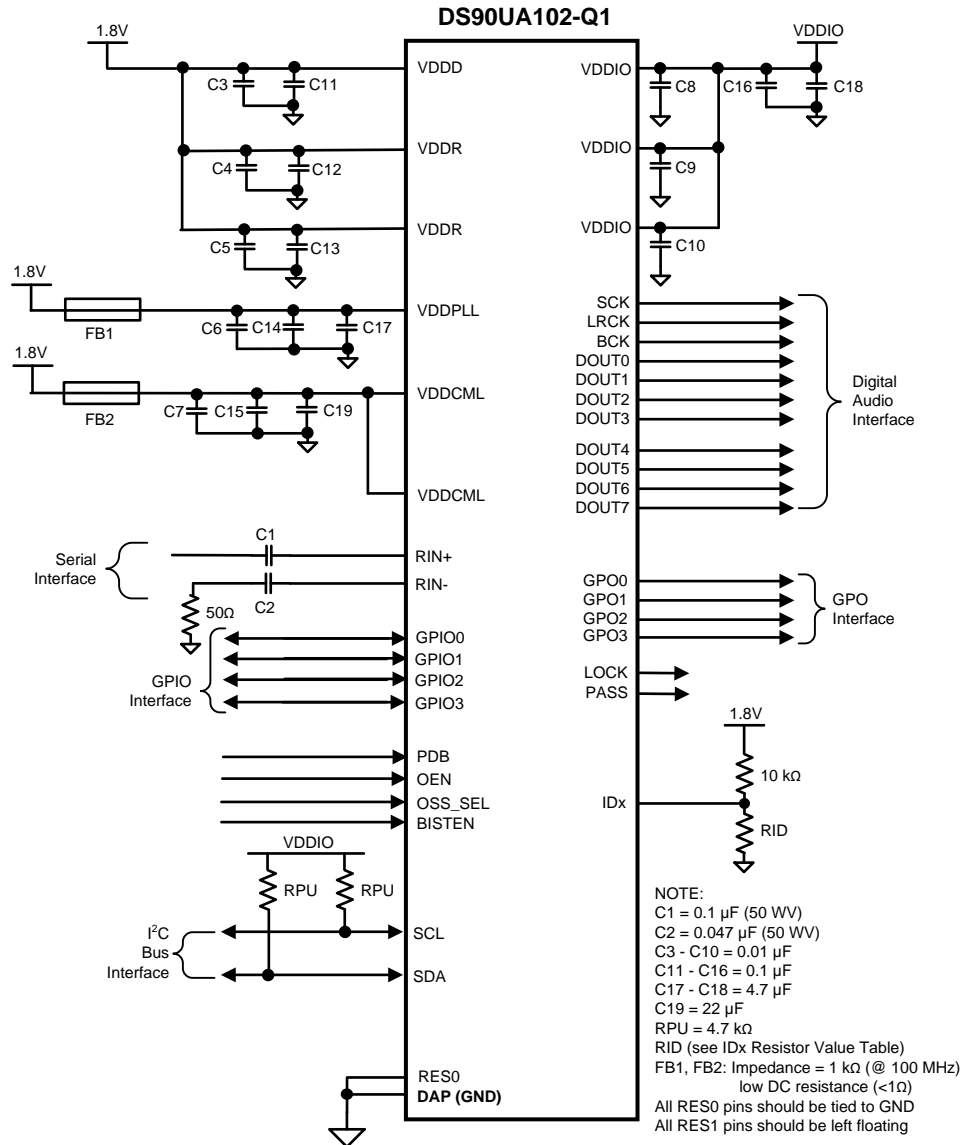 DS90UA102-Q1
1.8V
VDDD
C3
C11
VDDR
C4
C12
VDDR
C5
C13
1.8V
FB1
VDDPLL
C6
C14
C17
1.8V
FB2
VDDCML
C7
C15
C19
VDDCML
Serial
Interface
C1
RIN+
C2
RIN-
50Ω
GPIO
Interface
GPIO0
GPIO1
GPIO2
GPIO3
PDB
OEN
OSS_SEL
BISTEN
VDDIO
RPU
RPU
I²C
Bus
Interface
SCL
SDA
RES0
DAP (GND)
VDDIO
VDDIO
C8
C16
C18
VDDIO
C9
VDDIO
C10
SCK
LRCK
BCK
DOUT0
DOUT1
DOUT2
DOUT3
DOUT4
DOUT5
DOUT6
DOUT7
Digital
Audio
Interface
GPO0
GPO1
GPO2
GPO3
GPO
Interface
LOCK
PASS
1.8V
10 kΩ
IDx
RID
NOTE:
C1 = 0.1 µF (50 WV)
C2 = 0.047 µF (50 WV)
C3 - C10 = 0.01 µF
C11 - C16 = 0.1 µF
C17 - C18 = 4.7 µF
C19 = 22 µF
RPU = 4.7 kΩ
RID (see IDx Resistor Value Table)
FB1, FB2: Impedance = 1 kΩ (@ 100 MHz)
low DC resistance (<1Ω)
All RES0 pins should be tied to GND
All RES1 pins should be left floating